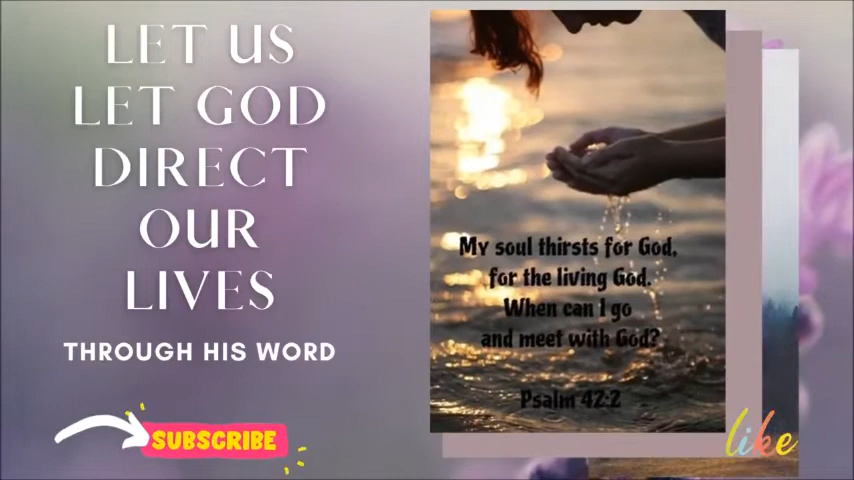 LET US
LET GOD
DIRECT
OUR
LIVES
THROUGH HIS WORD
SUBSCRIBE
My soul thirsts for God,
for the living God.
When can I go
and meet with God?
Psalm 42:2
like